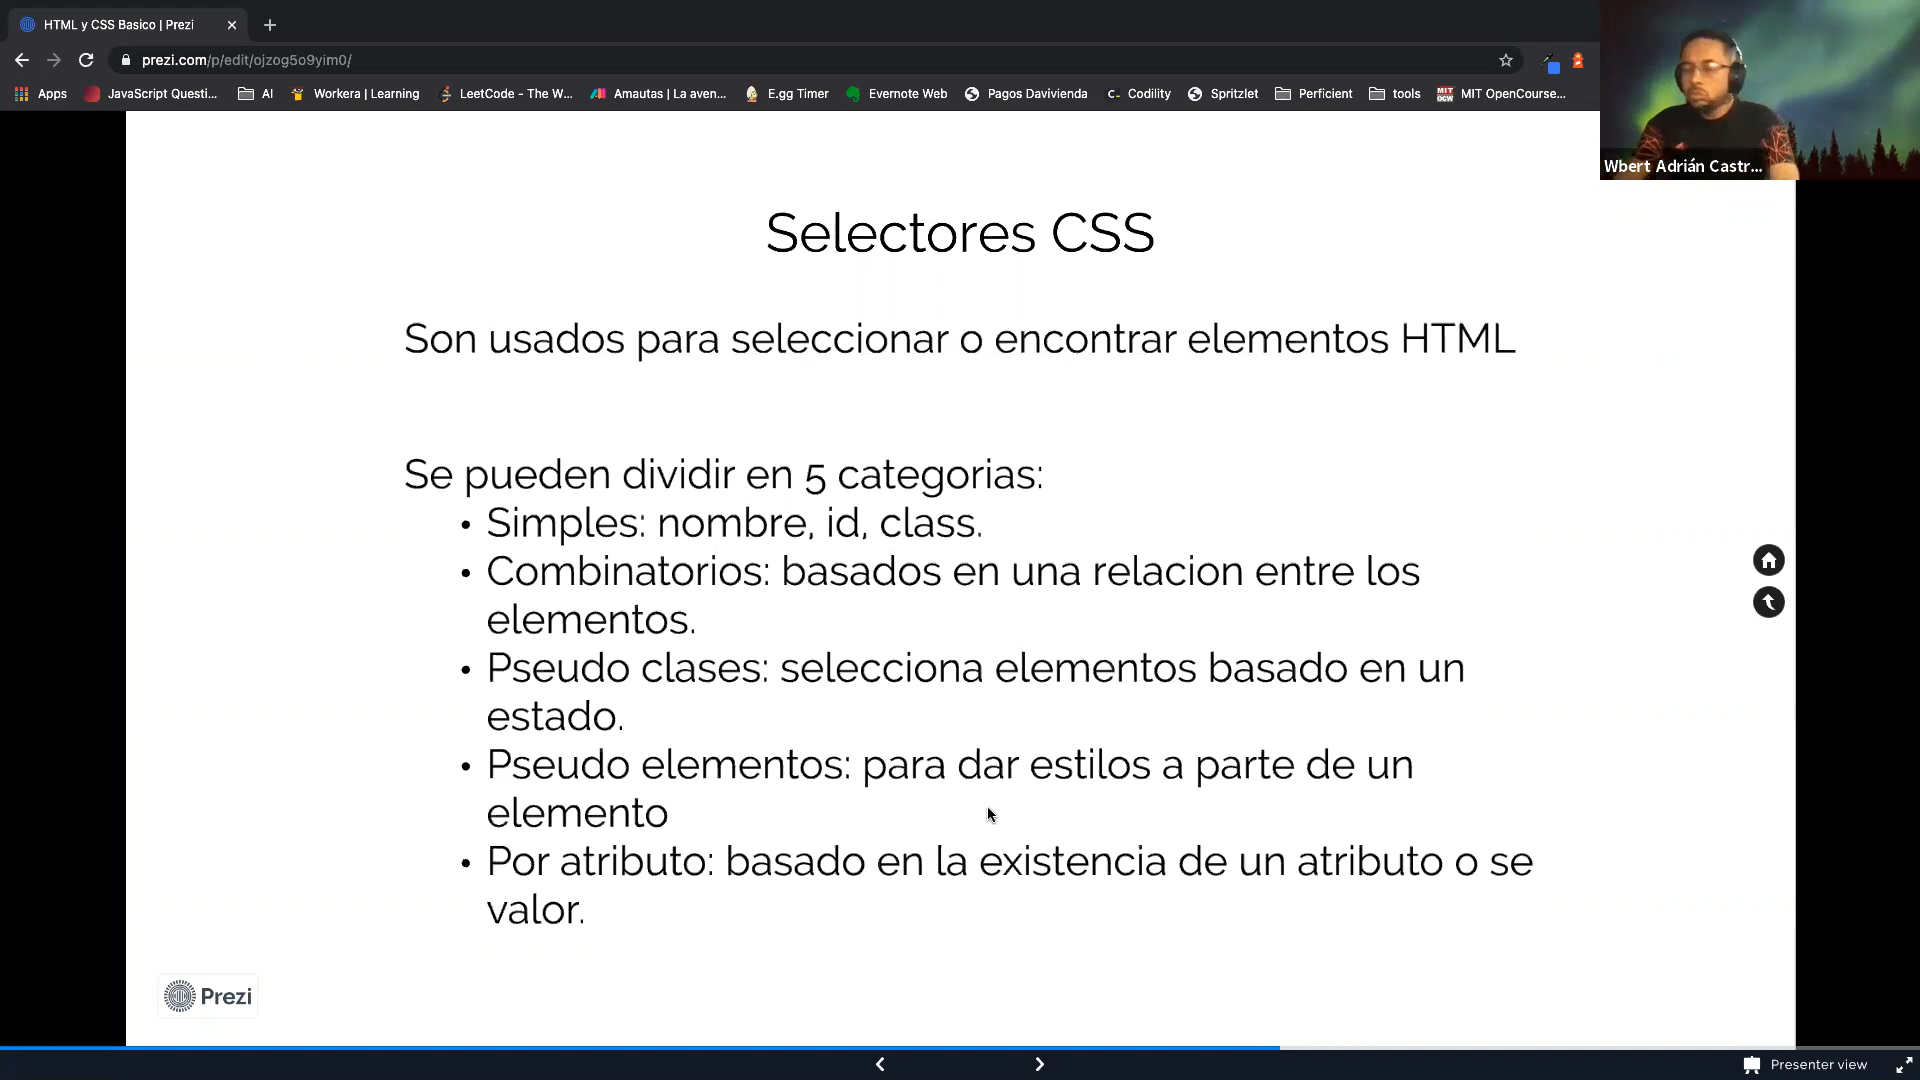 HTML y CSS Basico | Prezi
prezi.com/p/edit/ojzog5o9yim0/
Apps JavaScript Questi... AI Workera | Learning LeetCode - The W... Amautas | La aven... E.gg Timer Evernote Web Pagos Davivienda Codility Spritzlet Perficient tools MIT OpenCourse...
Wbert Adrián Castr...
Selectores CSS
Son usados para seleccionar o encontrar elementos HTML
Se pueden dividir en 5 categorias:
• Simples: nombre, id, class.
• Combinatorios: basados en una relacion entre los
elementos.
• Pseudo clases: selecciona elementos basado en un
estado.
• Pseudo elementos: para dar estilos a parte de un
elemento
• Por atributo: basado en la existencia de un atributo o se
valor.
Prezi
Presenter view